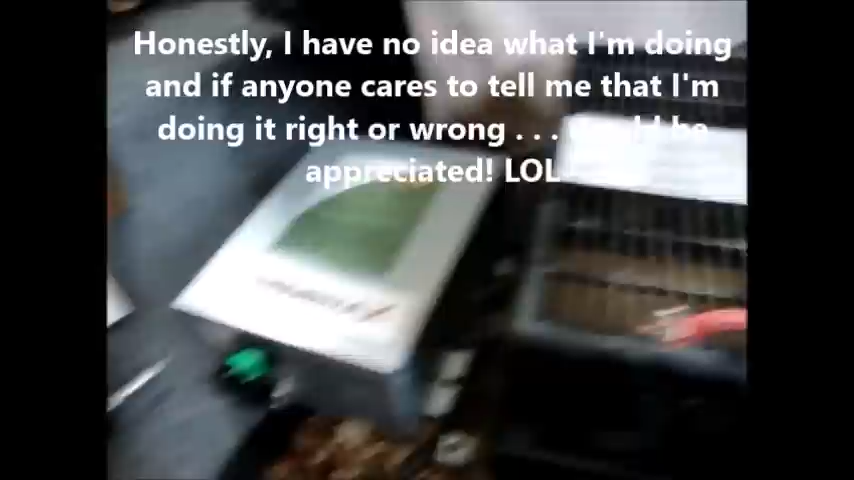 Honestly, I have no idea what I'm doing
and if anyone cares to tell me that I'm
doing it right or wrong . . . be
appreciated! LOL